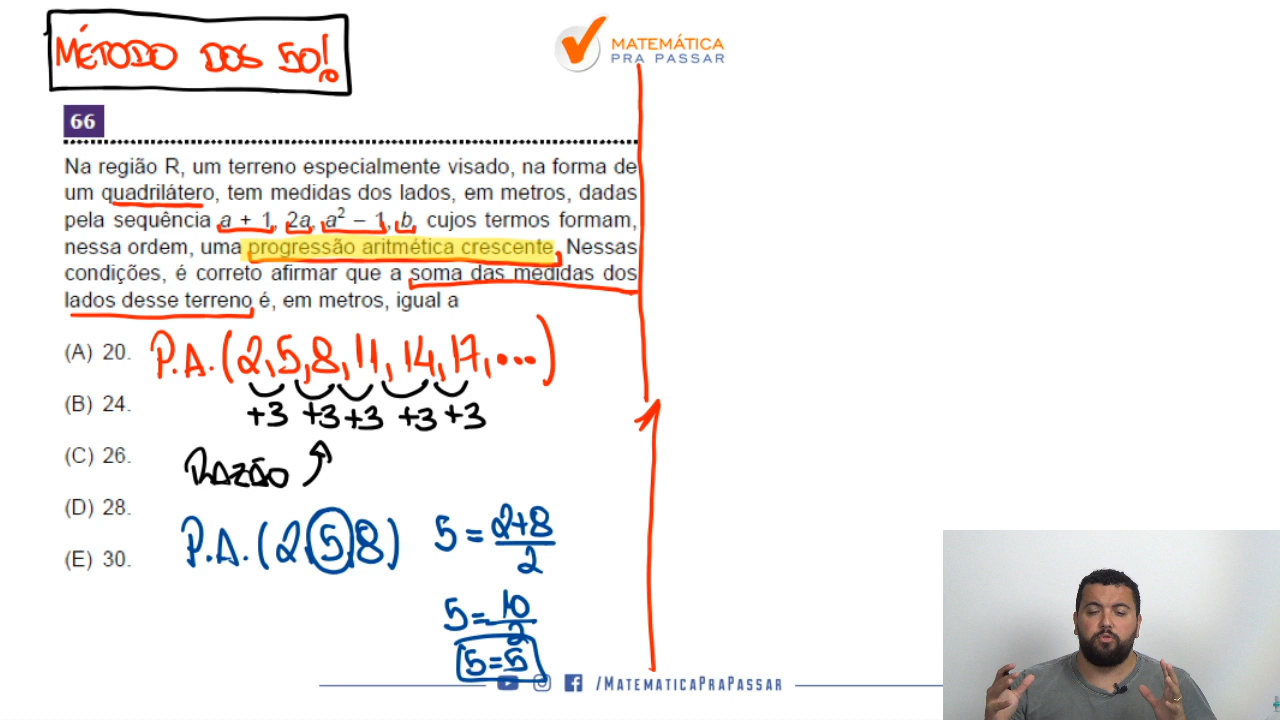 MÉTODO DOS 50!
MATEMÁTICA
PRA PASSAR
66
Na região R, um terreno especialmente visado, na forma de
um quadrilátero, tem medidas dos lados, em metros, dadas
pela sequência a + 1, 2a, a² – 1, b, cujos termos formam,
nessa ordem, uma progressão aritmética crescente. Nessas
condições, é correto afirmar que a soma das medidas dos
lados desse terreno é, em metros, igual a
(A) 20.
P.A.(2,5,8,11,14,17,...)
+3 +3 +3 +3 +3
(B) 24.
(C) 26.
RAZÃO
(D) 28.
P.A.(2,5,8)
5 = (2+8)/2
(E) 30.
5 = 10/2
5 = 5
/MATEMATICAPRAPASSAR